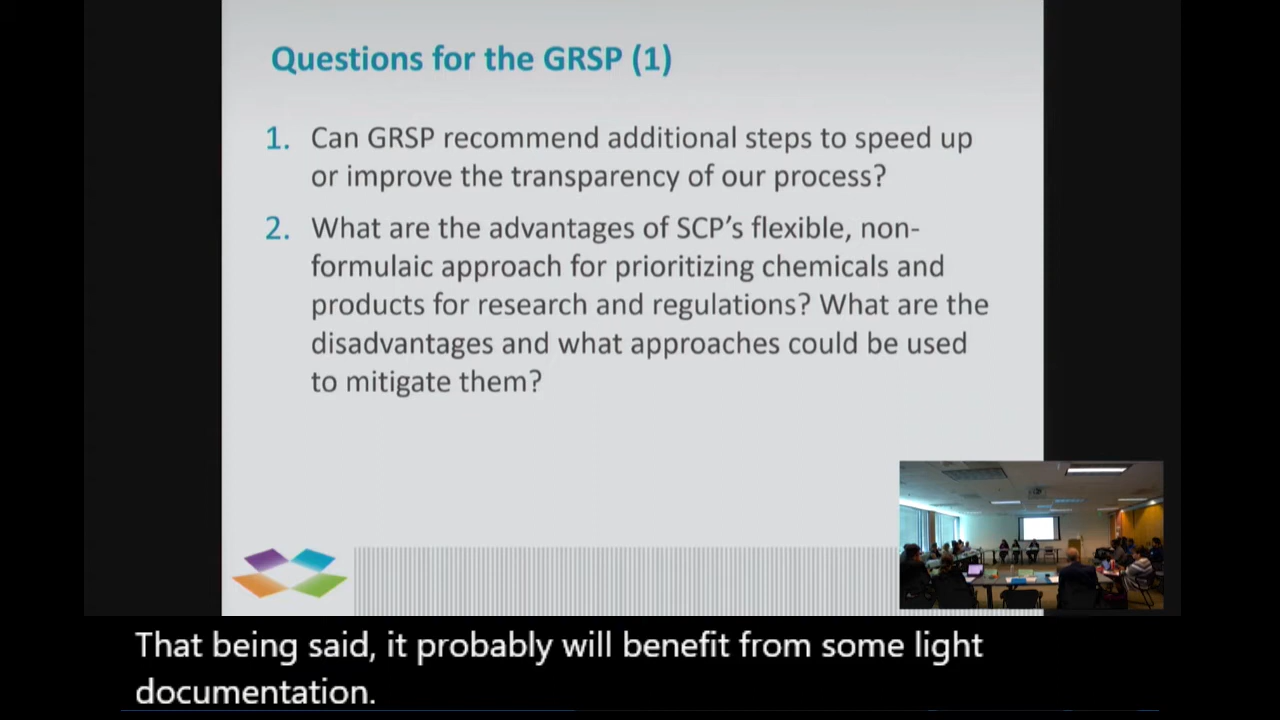 Questions for the GRSP (1)
1. Can GRSP recommend additional steps to speed up
or improve the transparency of our process?
2. What are the advantages of SCP's flexible, non-
formulaic approach for prioritizing chemicals and
products for research and regulations? What are the
disadvantages and what approaches could be used
to mitigate them?
That being said, it probably will benefit from some light
documentation.